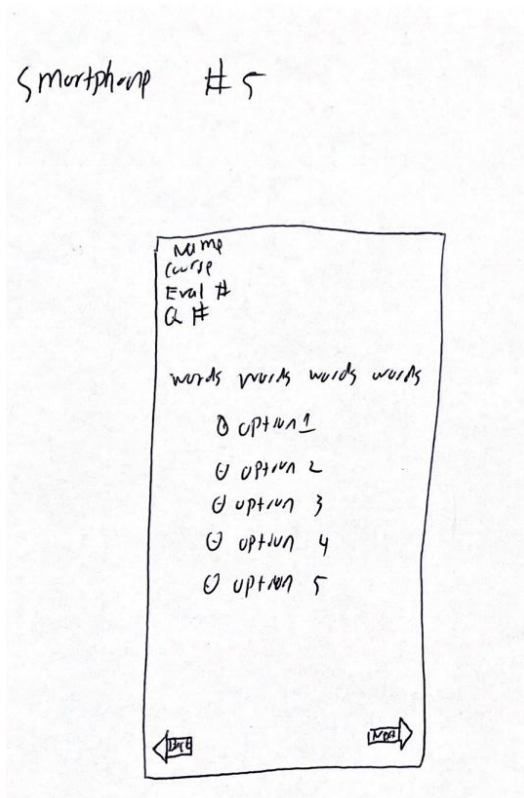 Smartphone #5
Name
Course
Eval #
Q #
words words words words
option 1
option 2
option 3
option 4
option 5
Back Next